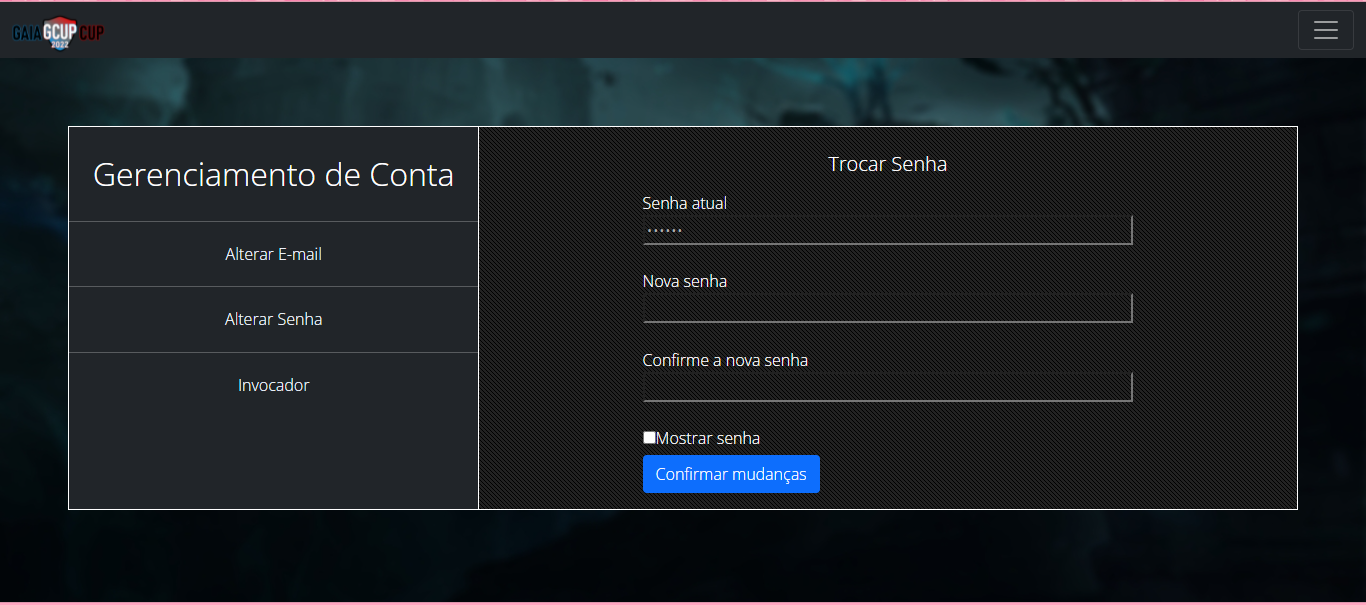 GAIA GCUP CUP
2022
Gerenciamento de Conta
Alterar E-mail
Alterar Senha
Invocador
Trocar Senha
Senha atual
······
Nova senha
Confirme a nova senha
Mostrar senha
Confirmar mudanças